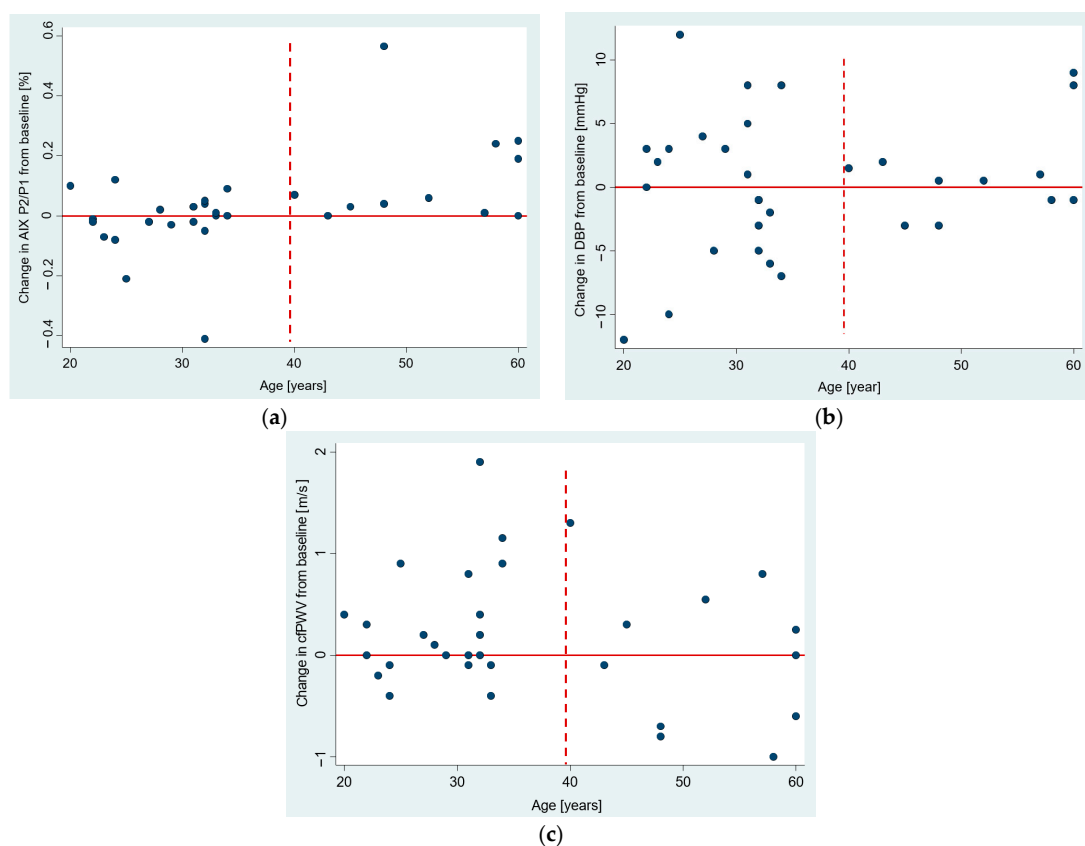 Change in AIX P2/P1 from baseline [%]
0.6
0.4
0.2
0
−0.2
−0.4
20 30 40 50 60
Age [years]
(a)
Change in DBP from baseline [mmHg]
10
5
0
−5
−10
20 30 40 50 60
Age [year]
(b)
Change in cfPWV from baseline [m/s]
2
1
0
−1
20 30 40 50 60
Age [years]
(c)